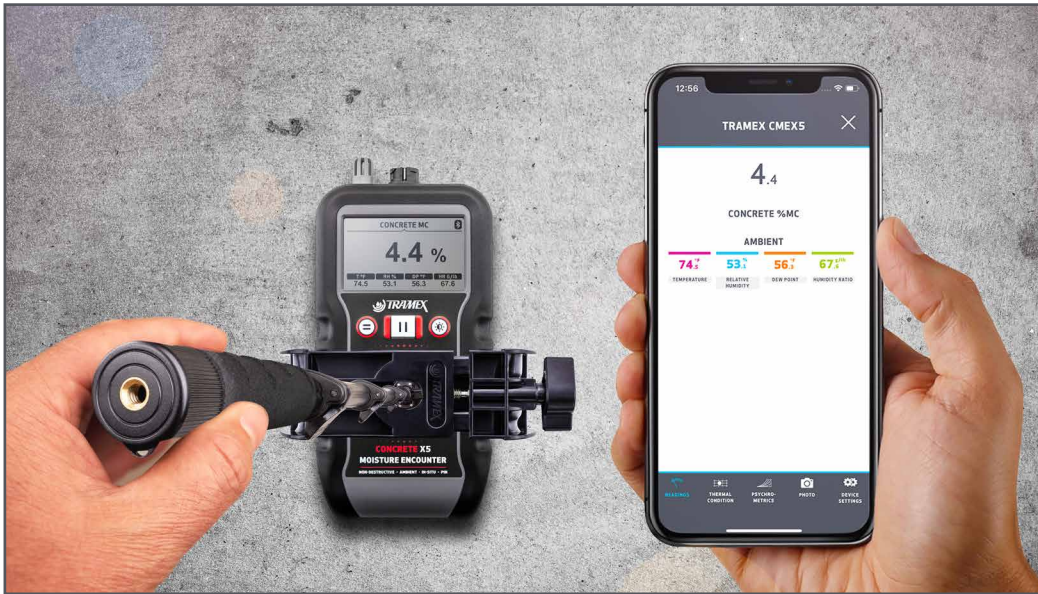 CONCRETE MC
4.4 %
T °F RH % DP °F HR G/lb
74.5 53.1 56.3 67.6
TRAMEX
TRAMEX
CONCRETE X5
MOISTURE ENCOUNTER
NON-DESTRUCTIVE • AMBIENT • IN-SITU • PIN
12:56
TRAMEX CMEX5
4.4
CONCRETE %MC
AMBIENT
74 °F .5 53 % .1 56 °F .3 67 g/lb .6
TEMPERATURE RELATIVE HUMIDITY DEW POINT HUMIDITY RATIO
READINGS THERMAL CONDITION PSYCHRO-METRICS PHOTO DEVICE SETTINGS